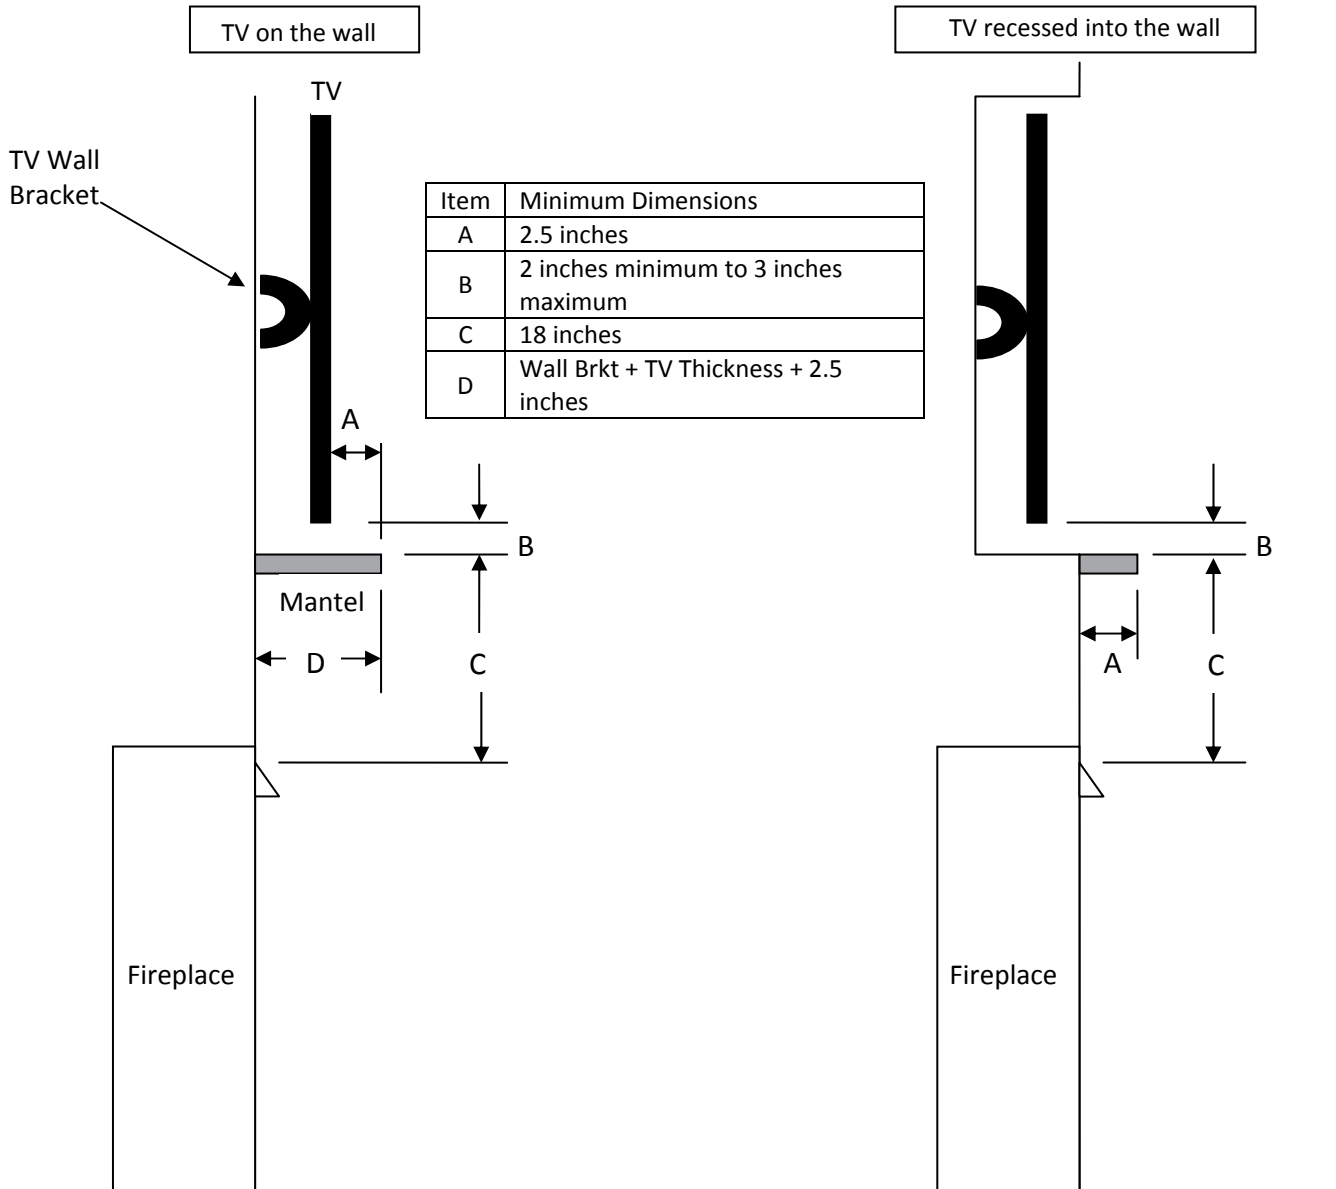 TV on the wall
TV recessed into the wall
TV
TV Wall
Bracket
Item Minimum Dimensions
A 2.5 inches
B 2 inches minimum to 3 inches
maximum
C 18 inches
D Wall Brkt + TV Thickness + 2.5
inches
A
B
Mantel
D
C
Fireplace
B
A
C
Fireplace